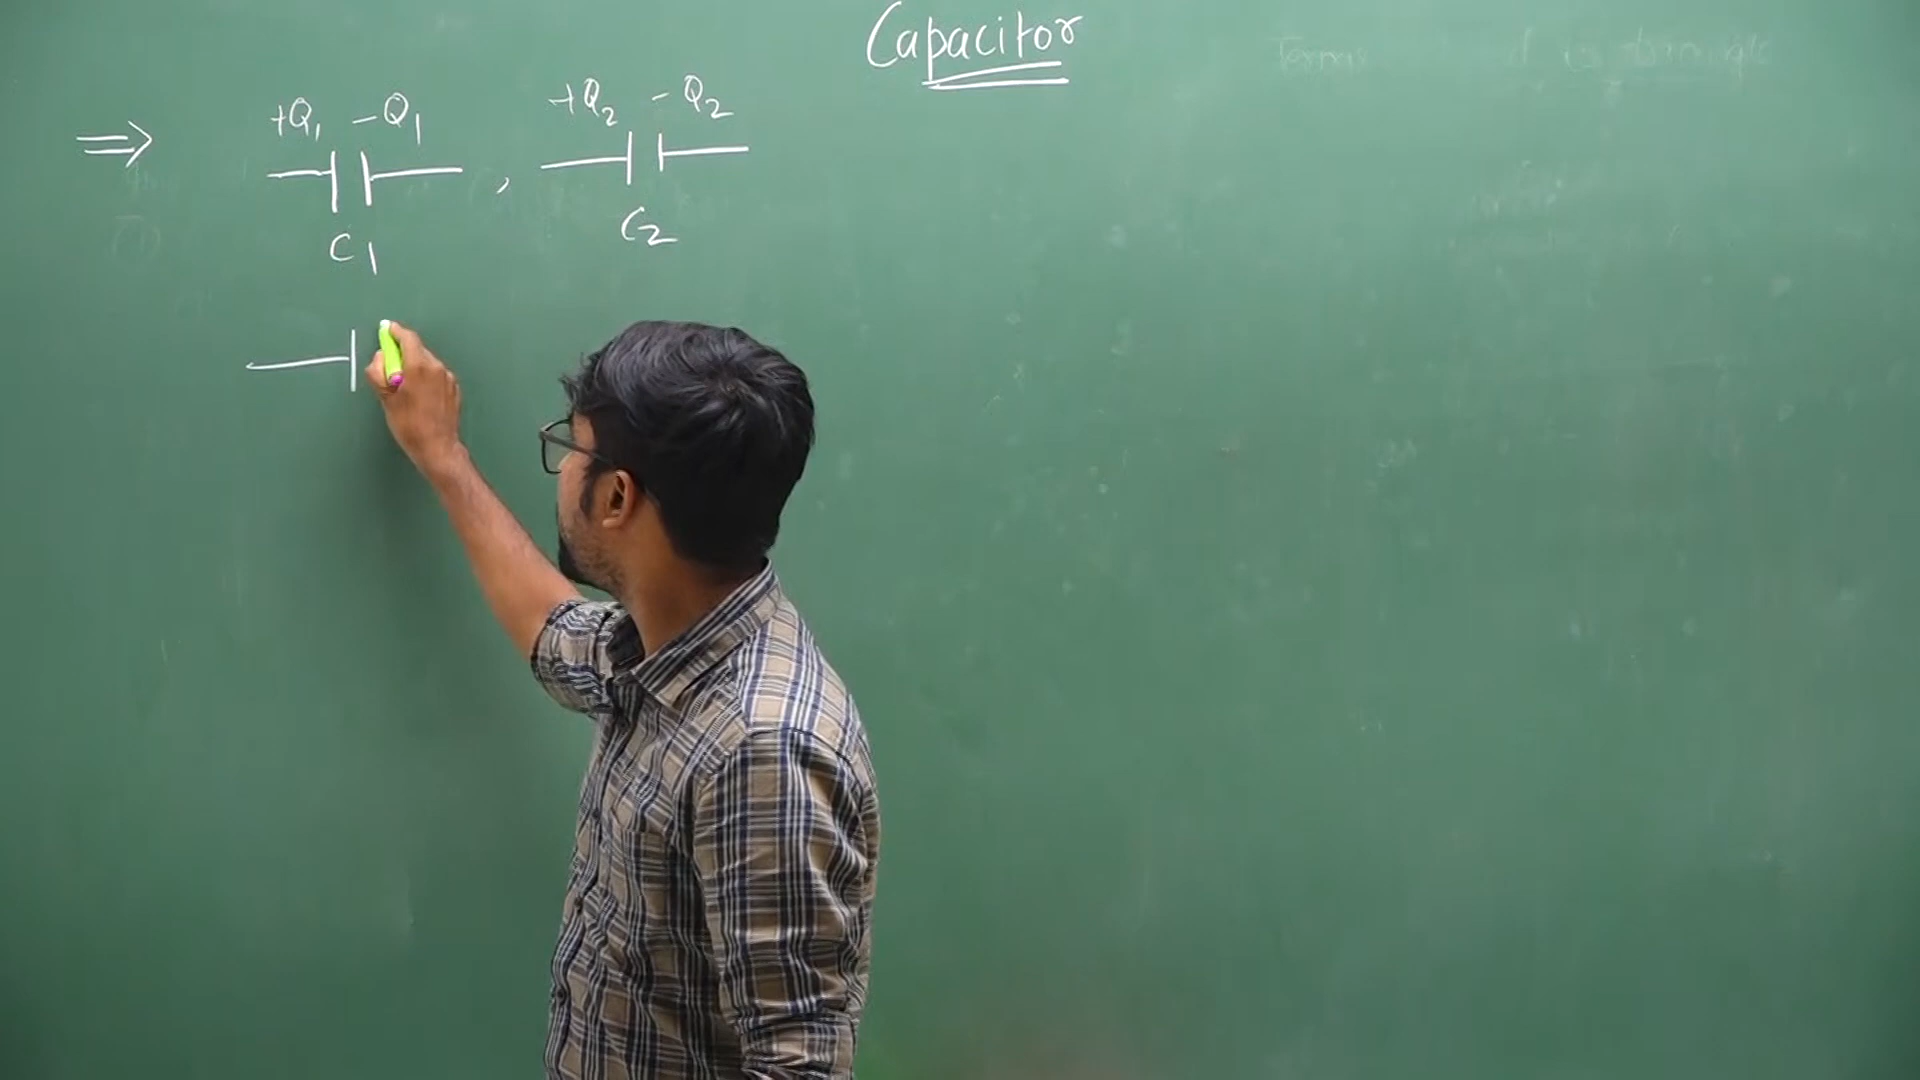 Capacitor
⇒ +Q₁ -Q₁ , +Q₂ -Q₂
C₁ C₂